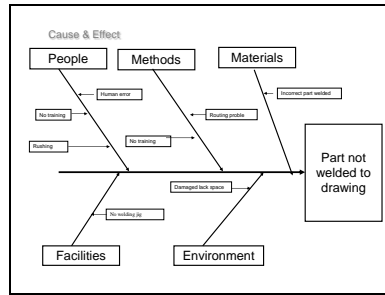 Cause & Effect
People
Methods
Materials
Human error
Incorrect part welded
No training
Routing proble
Rushing
No training
Part not
welded to
drawing
Damaged lack space
No welding jig
Facilities
Environment